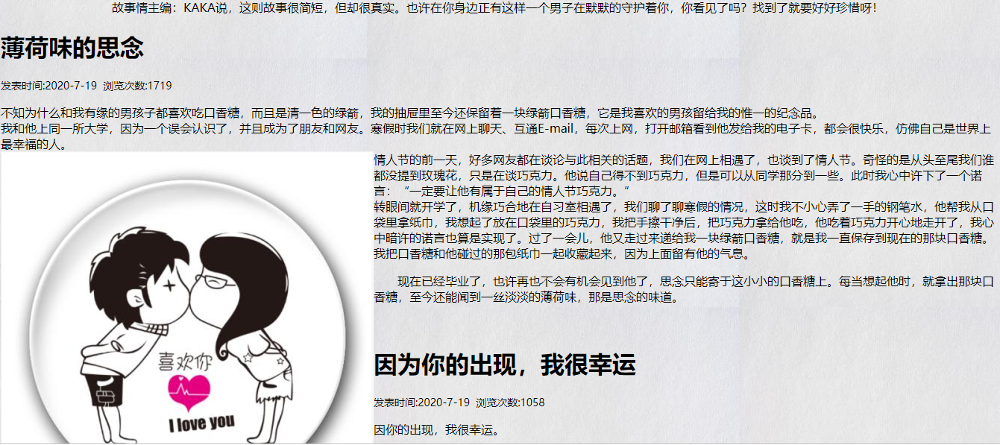 故事情主编：KAKA说，这则故事很简短，但却很真实。也许在你身边正有这样一个男子在默默的守护着你，你看见了吗？找到了就要好好珍惜呀！
薄荷味的思念
发表时间:2020-7-19 浏览次数:1719
不知为什么和我有缘的男孩子都喜欢吃口香糖，而且是清一色的绿箭，我的抽屉里至今还保留着一块绿箭口香糖，它是我喜欢的男孩留给我的惟一的纪念品。
我和他上同一所大学，因为一个误会认识了，并且成为了朋友和网友。寒假时我们就在网上聊天、互通E-mail，每次上网，打开邮箱看到他发给我的电子卡，都会很快乐，仿佛自己是世界上
最幸福的人。
情人节的前一天，好多网友都在谈论与此相关的话题，我们在网上相遇了，也谈到了情人节。奇怪的是从头至尾我们谁
都没提到玫瑰花，只是在谈巧克力。他说自己得不到巧克力，但是可以从同学那分到一些。此时我心中许下了一个诺
言：“一定要让他有属于自己的情人节巧克力。“
转眼间就开学了，机缘巧合地在自习室相遇了，我们聊了聊寒假的情况，这时我不小心弄了一手的钢笔水，他帮我从口
袋里拿纸巾，我想起了放在口袋里的巧克力，我把手擦干净后，把巧克力拿给他吃，他吃着巧克力开心地走开了，我心
中暗许的诺言也算是实现了。过了一会儿，他又走过来递给我一块绿箭口香糖，就是我一直保存到现在的那块口香糖。
我把口香糖和他碰过的那包纸巾一起收藏起来，因为上面留有他的气息。
现在已经毕业了，也许再也不会有机会见到他了，思念只能寄于这小小的口香糖上。每当想起他时，就拿出那块口
香糖，至今还能闻到一丝淡淡的薄荷味，那是思念的味道。
喜欢你
I love you
因为你的出现，我很幸运
发表时间:2020-7-19 浏览次数:1058
因你的出现，我很幸运。